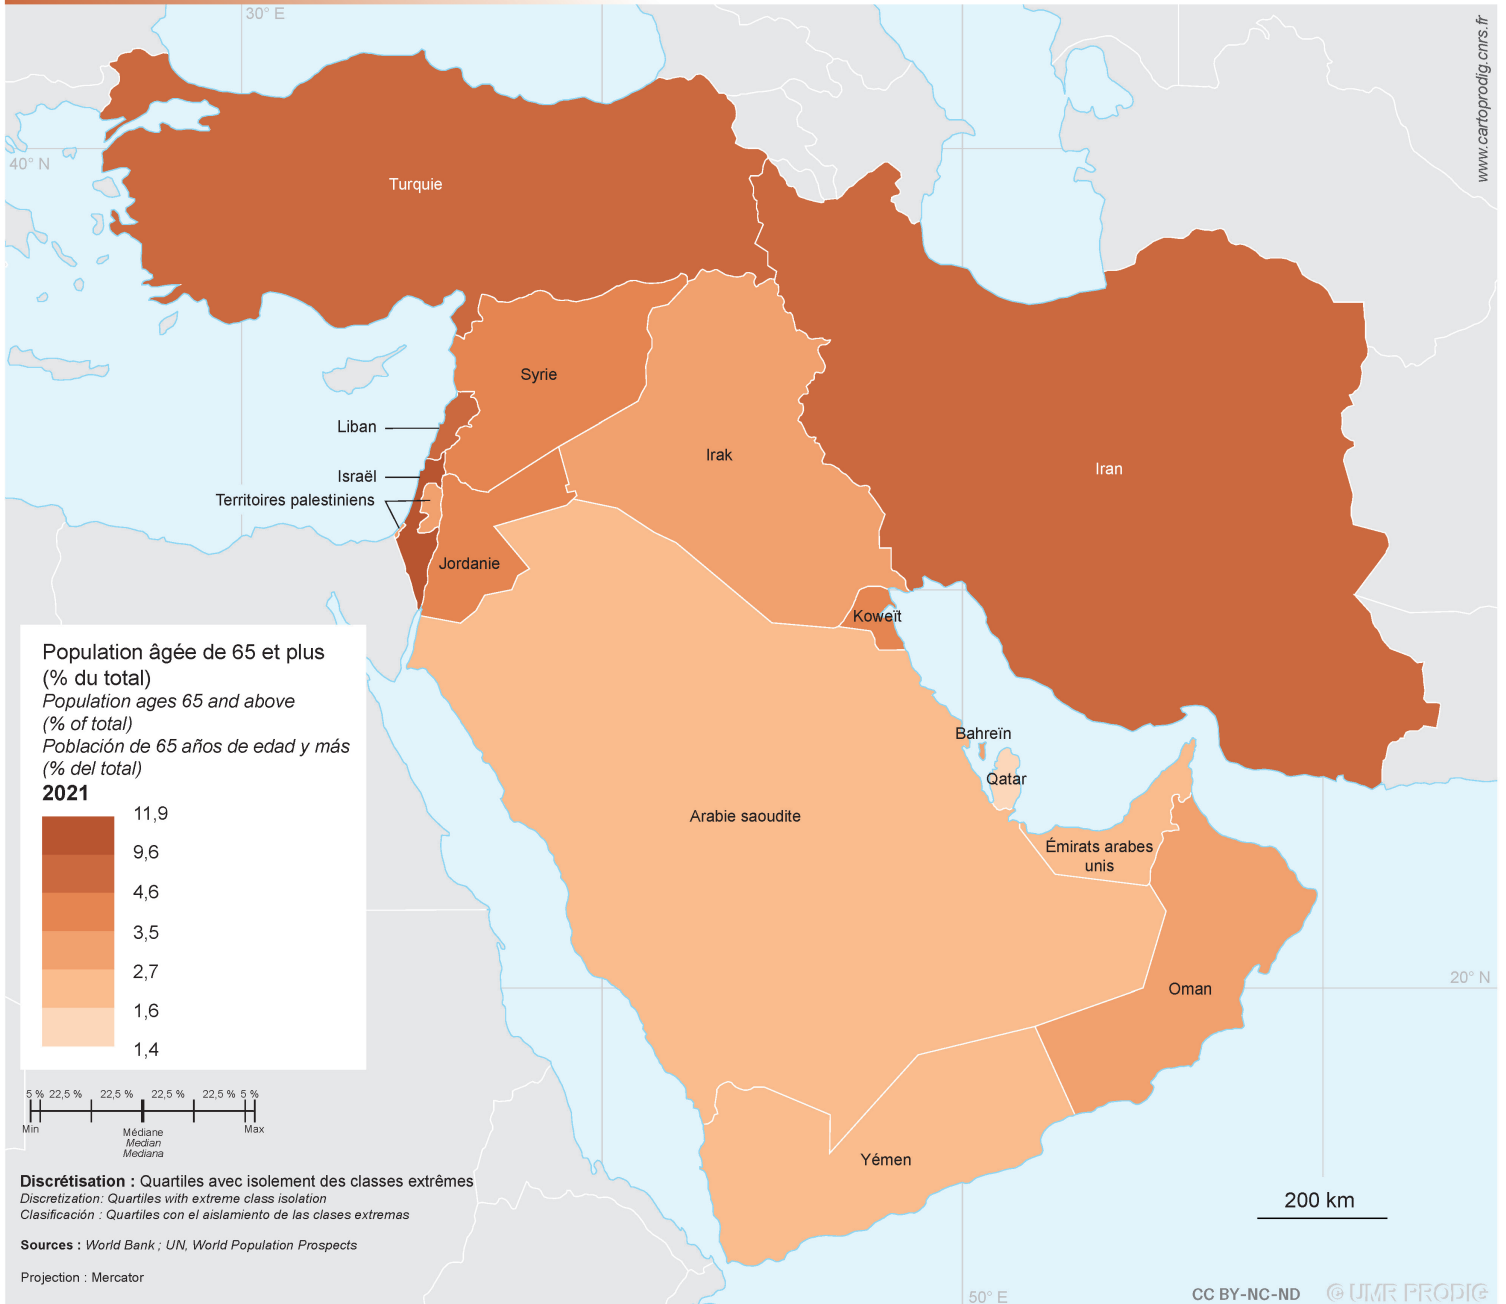 30° E
www.cartoprodig.cnrs.fr
40° N
Turquie
Syrie
Liban
Irak
Iran
Israël
Territoires palestiniens
Jordanie
Koweït
Bahreïn
Qatar
Arabie saoudite
Émirats arabes
unis
Oman
20° N
Yémen
Population âgée de 65 et plus
(% du total)
Population ages 65 and above
(% of total)
Población de 65 años de edad y más
(% del total)
2021
11,9
9,6
4,6
3,5
2,7
1,6
1,4
5 % 22,5 % 22,5 % 22,5 % 22,5 % 5 %
Min
Médiane
Median
Mediana
Max
Discrétisation : Quartiles avec isolement des classes extrêmes
Discretization: Quartiles with extreme class isolation
Clasificación : Quartiles con el aislamiento de las clases extremas
Sources : World Bank ; UN, World Population Prospects
Projection : Mercator
200 km
50° E
CC BY-NC-ND
© UMR PRODIG